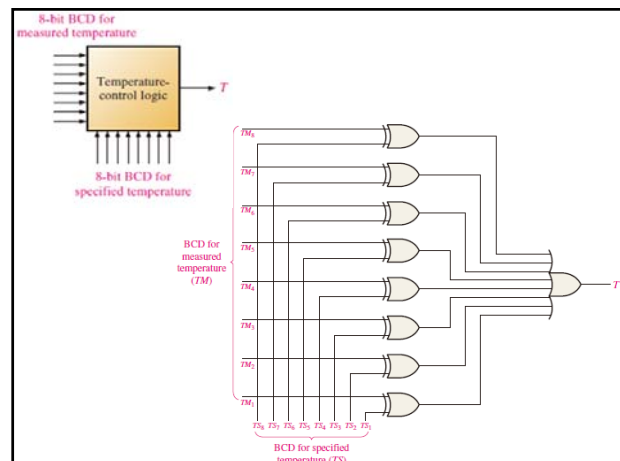 8-bit BCD for
measured temperature
Temperature-
control logic
T
8-bit BCD for
specified temperature
TM8
TM7
TM6
TM5
TM4
TM3
TM2
TM1
BCD for
measured
temperature
(TM)
T
TS8 TS7 TS6 TS5 TS4 TS3 TS2 TS1
BCD for specified
temperature (TS)